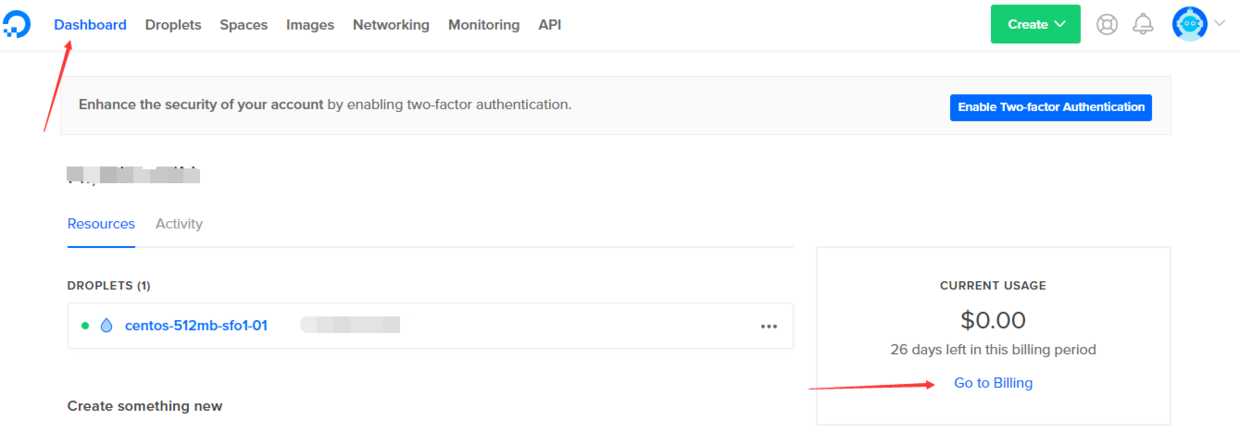 Dashboard Droplets Spaces Images Networking Monitoring API Create
Enhance the security of your account by enabling two-factor authentication.
Enable Two-factor Authentication
Resources Activity
DROPLETS (1)
centos-512mb-sfo1-01
CURRENT USAGE
$0.00
26 days left in this billing period
Go to Billing
Create something new